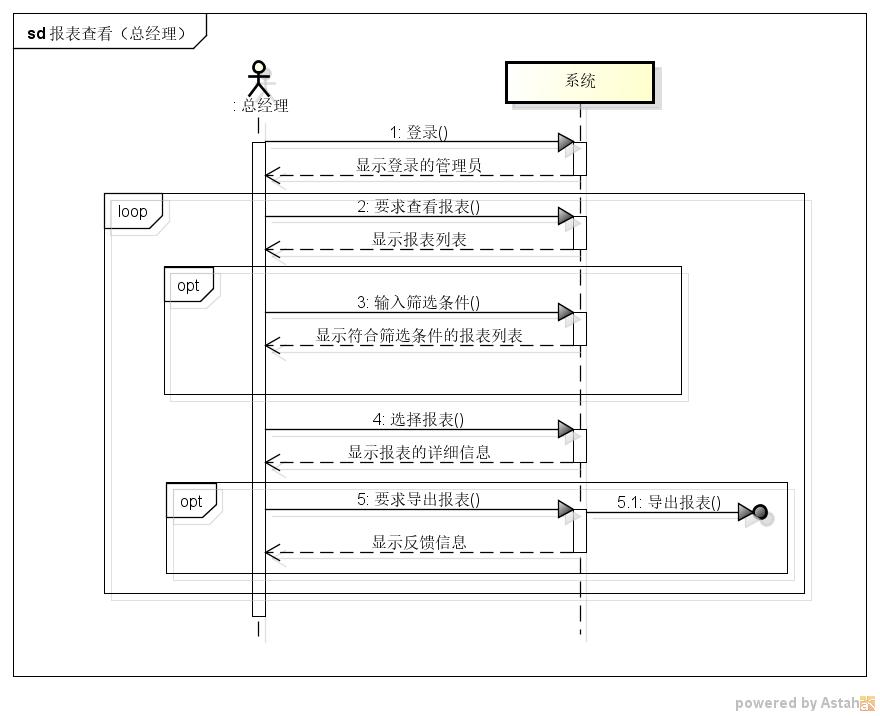 sd 报表查看（总经理）
: 总经理
系统
1: 登录()
显示登录的管理员
loop
2: 要求查看报表()
显示报表列表
opt
3: 输入筛选条件()
显示符合筛选条件的报表列表
4: 选择报表()
显示报表的详细信息
opt
5: 要求导出报表()
5.1: 导出报表()
显示反馈信息
powered by Astah